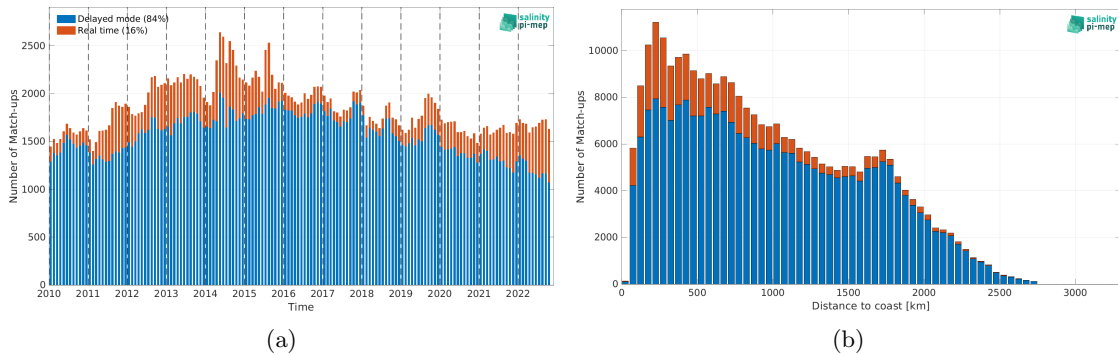 Delayed mode (84%)
Real time (16%)
salinity
pi-mep
Number of Match-ups
2500
2000
1500
1000
500
0
2010 2011 2012 2013 2014 2015 2016 2017 2018 2019 2020 2021 2022
Time
(a)
salinity
pi-mep
Number of Match-ups
10000
8000
6000
4000
2000
0
0 500 1000 1500 2000 2500 3000
Distance to coast [km]
(b)